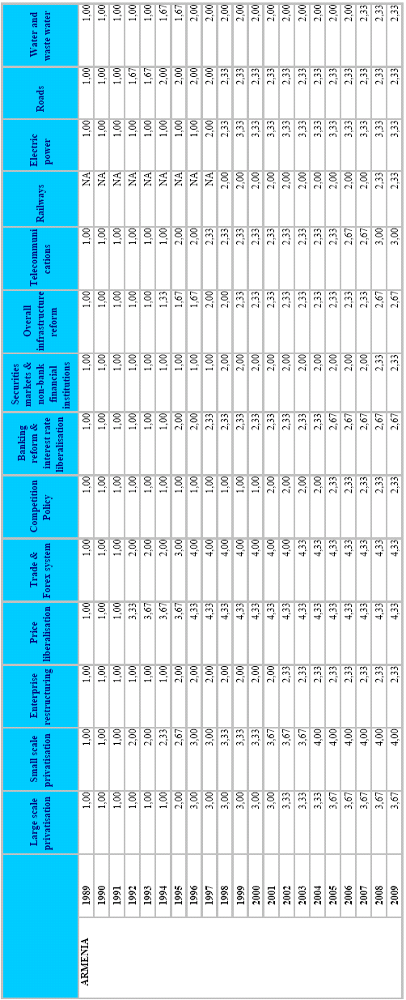 Large scale privatisation Small scale privatisation Enterprise restructuring Price liberalisation Trade & Forex system Competition Policy Banking reform & interest rate liberalisation Securities markets & non-bank financial institutions Overall infrastructure reform Telecommuni cations Railways Electric power Roads Water and waste water
ARMENIA 1989 1,00 1,00 1,00 1,00 1,00 1,00 1,00 1,00 1,00 1,00 NA 1,00 1,00 1,00
1990 1,00 1,00 1,00 1,00 1,00 1,00 1,00 1,00 1,00 1,00 NA 1,00 1,00 1,00
1991 1,00 1,00 1,00 1,00 1,00 1,00 1,00 1,00 1,00 1,00 NA 1,00 1,00 1,00
1992 1,00 2,00 1,00 3,33 2,00 1,00 1,00 1,00 1,00 1,00 NA 1,00 1,67 1,00
1993 1,00 2,00 1,00 3,67 2,00 1,00 1,00 1,00 1,00 1,00 NA 1,00 1,67 1,00
1994 1,00 2,33 1,00 3,67 2,00 1,00 1,00 1,00 1,33 1,00 NA 1,00 2,00 1,67
1995 2,00 2,67 2,00 3,67 3,00 1,00 2,00 1,00 1,67 2,00 NA 1,00 2,00 1,67
1996 3,00 3,00 2,00 4,33 4,00 1,00 2,00 1,00 1,67 2,00 NA 1,00 2,00 2,00
1997 3,00 3,00 2,00 4,33 4,00 1,00 2,33 1,00 2,00 2,33 NA 2,00 2,00 2,00
1998 3,00 3,33 2,00 4,33 4,00 1,00 2,33 2,00 2,00 2,33 2,00 2,33 2,33 2,00
1999 3,00 3,33 2,00 4,33 4,00 1,00 2,33 2,00 2,33 2,33 2,00 3,33 2,33 2,00
2000 3,00 3,33 2,00 4,33 4,00 1,00 2,33 2,00 2,33 2,33 2,00 3,33 2,33 2,00
2001 3,00 3,67 2,00 4,33 4,00 2,00 2,33 2,00 2,33 2,33 2,00 3,33 2,33 2,00
2002 3,33 3,67 2,33 4,33 4,00 2,00 2,33 2,00 2,33 2,33 2,00 3,33 2,33 2,00
2003 3,33 3,67 2,33 4,33 4,33 2,00 2,33 2,00 2,33 2,33 2,00 3,33 2,33 2,00
2004 3,33 4,00 2,33 4,33 4,33 2,00 2,33 2,00 2,33 2,33 2,00 3,33 2,33 2,00
2005 3,67 4,00 2,33 4,33 4,33 2,33 2,67 2,00 2,33 2,33 2,00 3,33 2,33 2,00
2006 3,67 4,00 2,33 4,33 4,33 2,33 2,67 2,00 2,33 2,67 2,00 3,33 2,33 2,00
2007 3,67 4,00 2,33 4,33 4,33 2,33 2,67 2,00 2,33 2,67 2,00 3,33 2,33 2,33
2008 3,67 4,00 2,33 4,33 4,33 2,33 2,67 2,33 2,67 3,00 2,33 3,33 2,33 2,33
2009 3,67 4,00 2,33 4,33 4,33 2,33 2,67 2,33 2,67 3,00 2,33 3,33 2,33 2,33